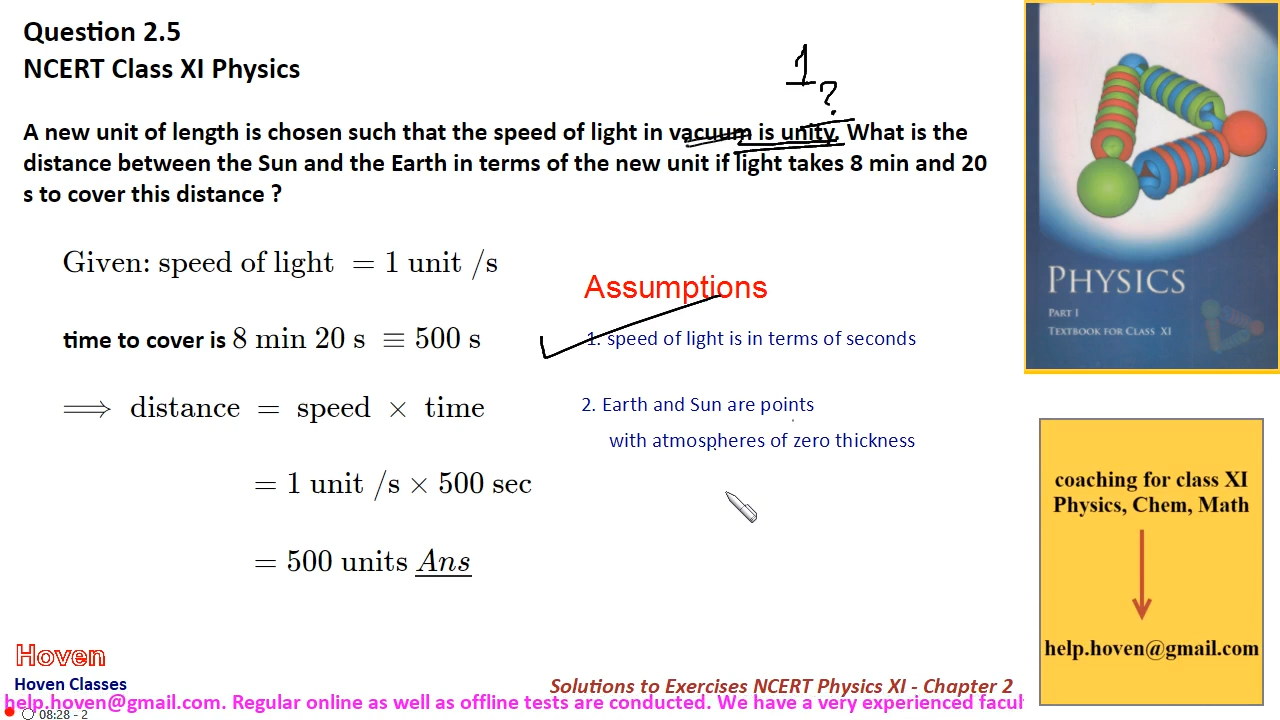 Question 2.5
NCERT Class XI Physics
1
?
A new unit of length is chosen such that the speed of light in vacuum is unity. What is the
distance between the Sun and the Earth in terms of the new unit if light takes 8 min and 20
s to cover this distance ?
Given: speed of light = 1 unit /s
time to cover is 8 min 20 s ≡ 500 s
⟹ distance = speed × time
= 1 unit /s × 500 sec
= 500 units Ans
Assumptions
1. speed of light is in terms of seconds
2. Earth and Sun are points
with atmospheres of zero thickness
PHYSICS
PART I
TEXTBOOK FOR CLASS XI
coaching for class XI
Physics, Chem, Math
help.hoven@gmail.com
Hoven
Hoven Classes
Solutions to Exercises NCERT Physics XI - Chapter 2
help.hoven@gmail.com. Regular online as well as offline tests are conducted. We have a very experienced facul
08:28 - 2